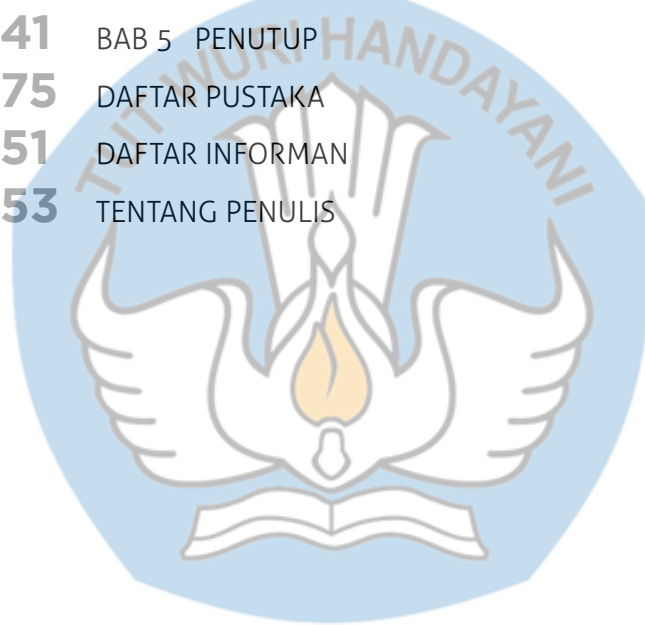 41 BAB 5 PENUTUP
75 DAFTAR PUSTAKA
51 DAFTAR INFORMAN
53 TENTANG PENULIS
TUT WURI HANDAYANI